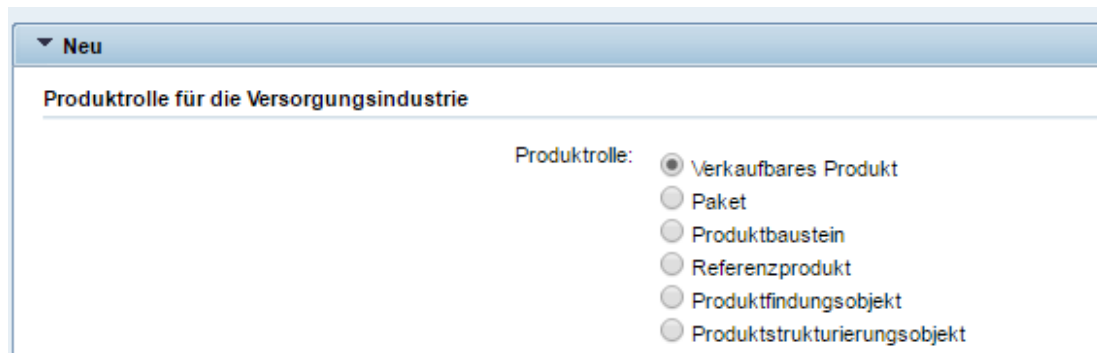 Neu
Produktrolle für die Versorgungsindustrie
Produktrolle:
Verkaufbares Produkt
Paket
Produktbaustein
Referenzprodukt
Produktfindungsobjekt
Produktstrukturierungsobjekt